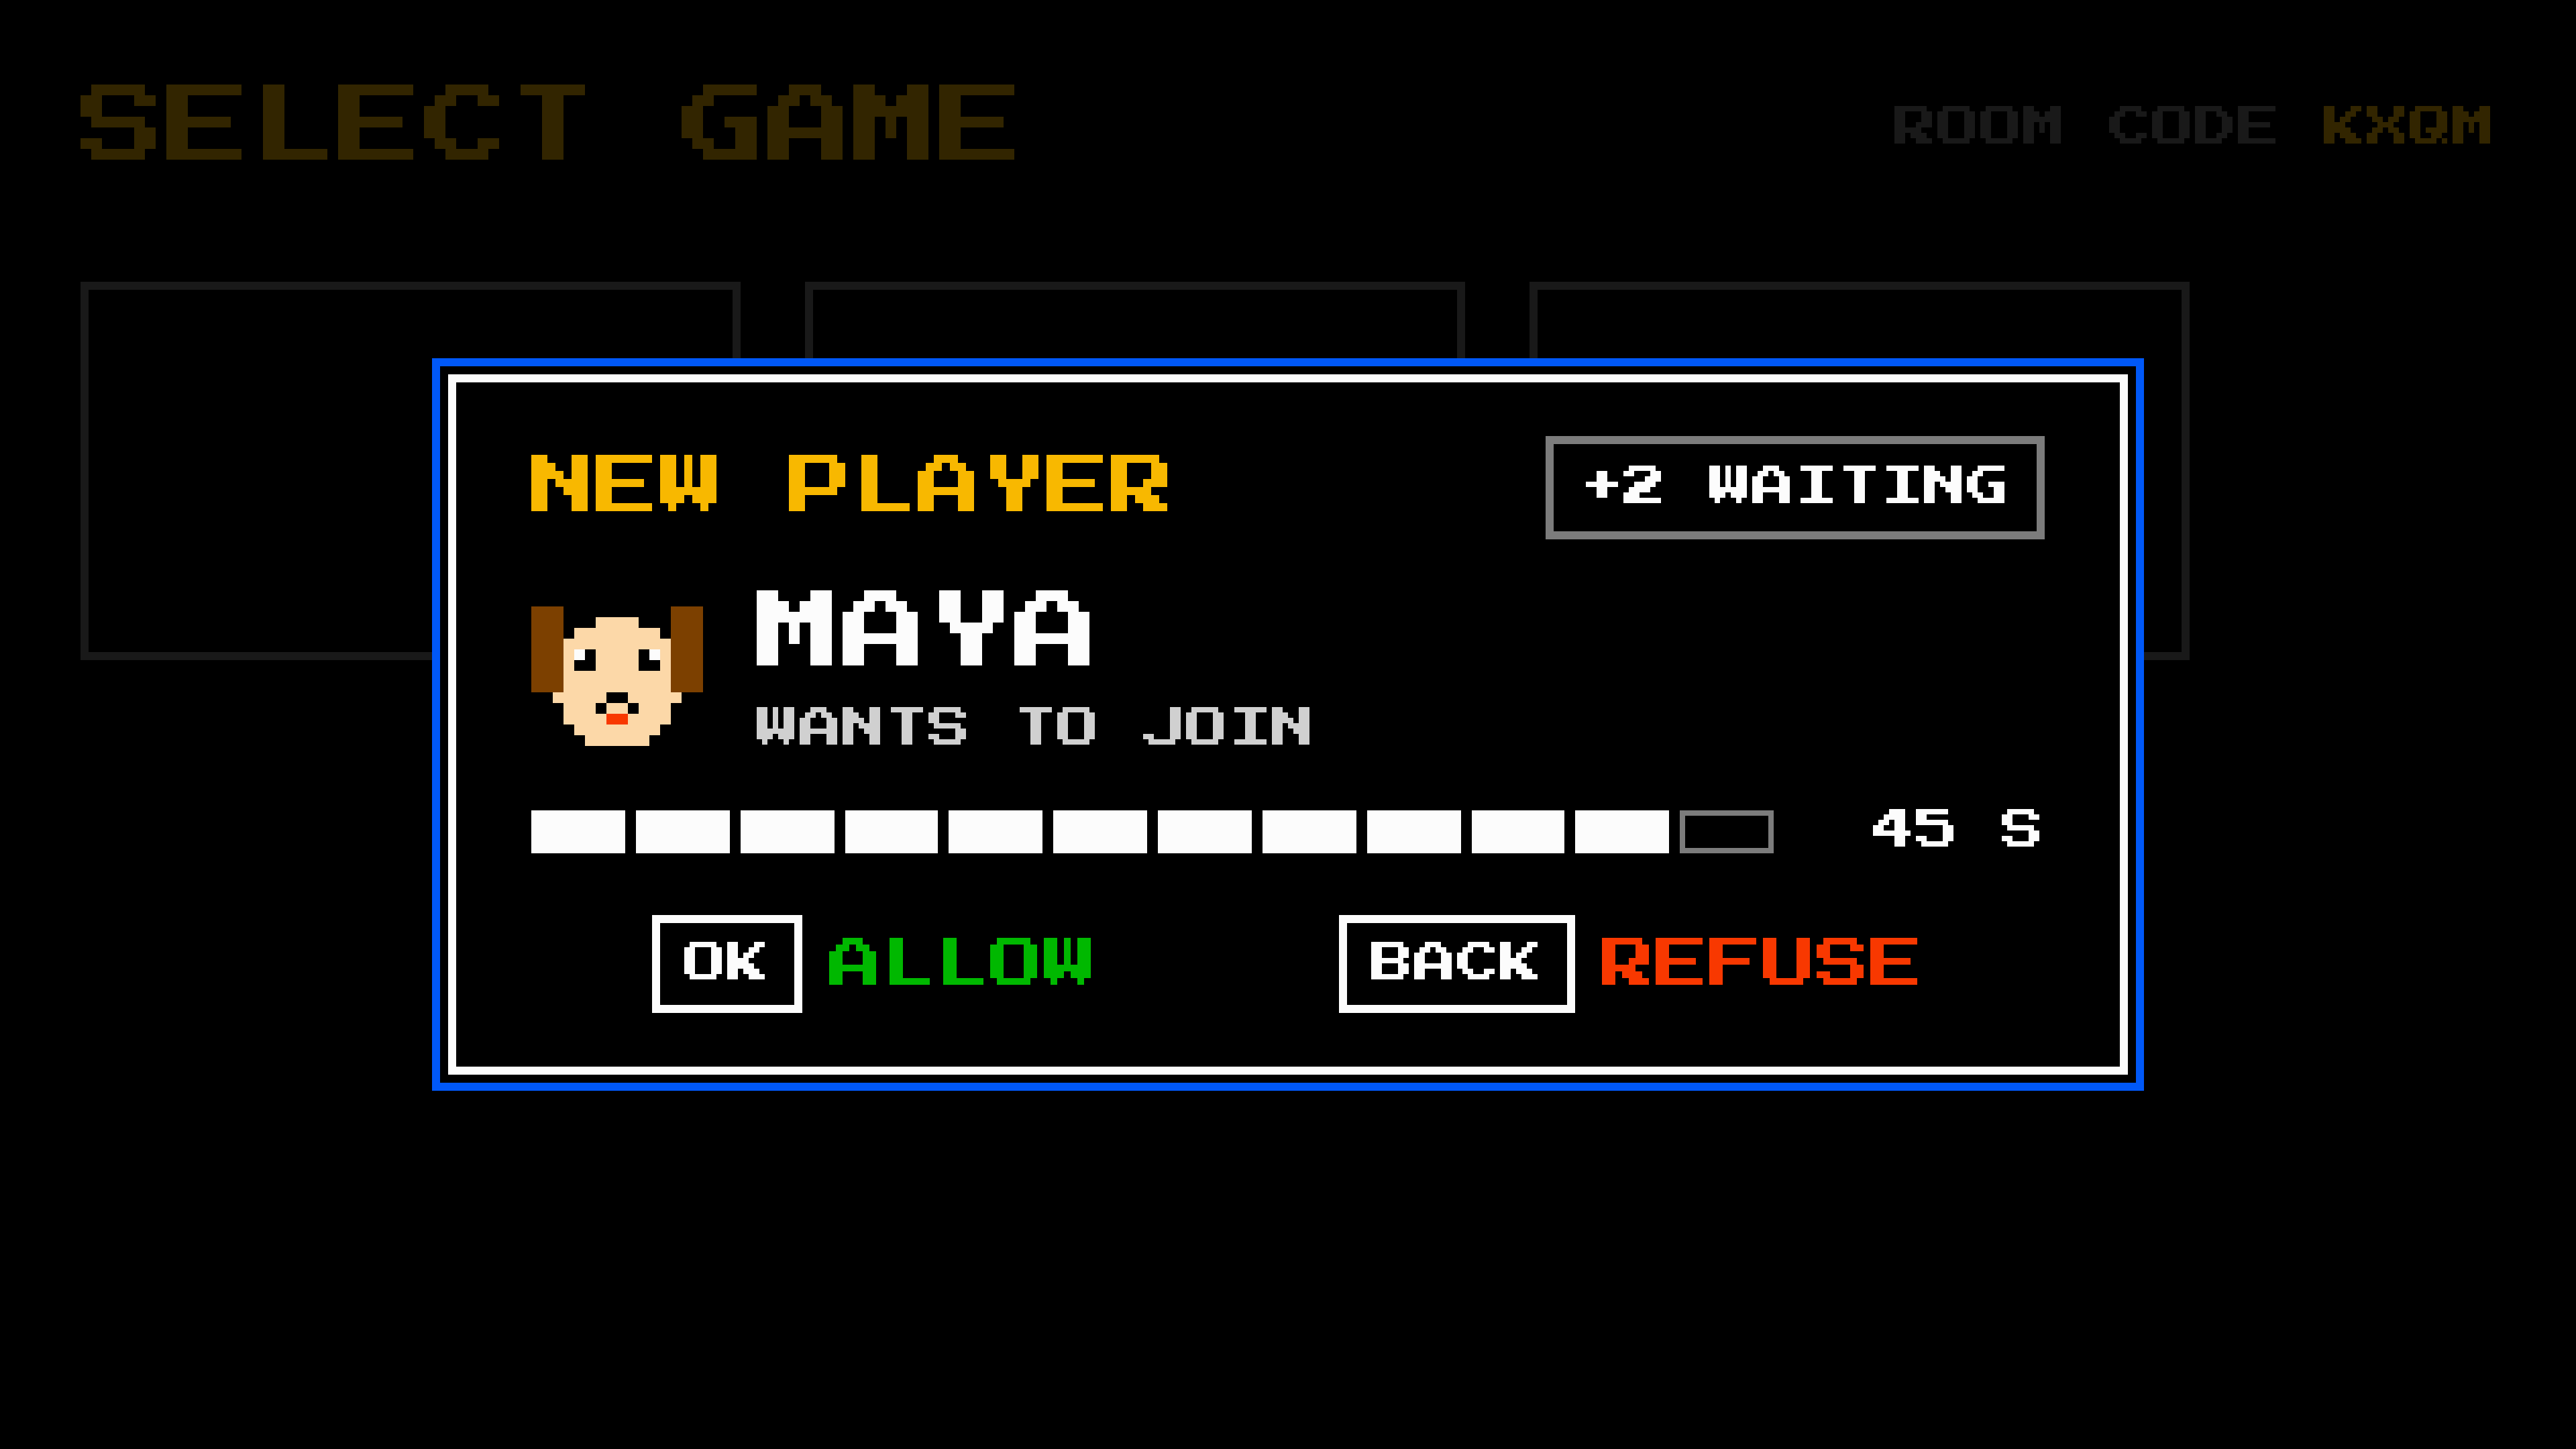 SELECT GAME
ROOM CODE KXQM
NEW PLAYER
+2 WAITING
MAYA
WANTS TO JOIN
45 S
OK ALLOW
BACK REFUSE